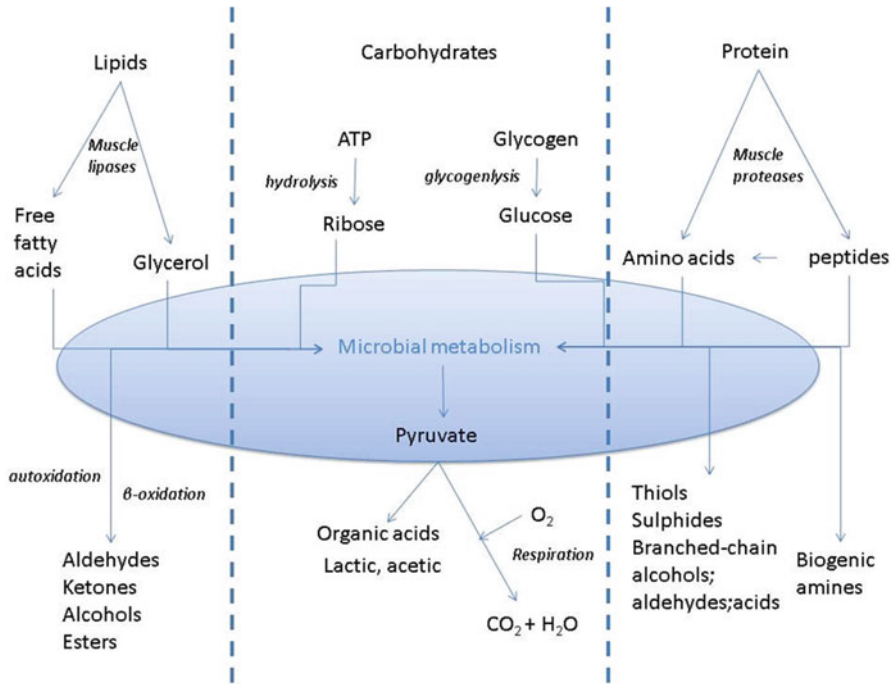 Lipids
Carbohydrates
Protein
Muscle
lipases
ATP
Glycogen
Muscle
proteases
hydrolysis
glycogenlysis
Free
fatty
acids
Glycerol
Ribose
Glucose
Amino acids
peptides
Microbial metabolism
Pyruvate
autoxidation
β-oxidation
Aldehydes
Ketones
Alcohols
Esters
Organic acids
Lactic, acetic
O₂
Respiration
CO₂ + H₂O
Thiols
Sulphides
Branched-chain
alcohols;
aldehydes;acids
Biogenic
amines